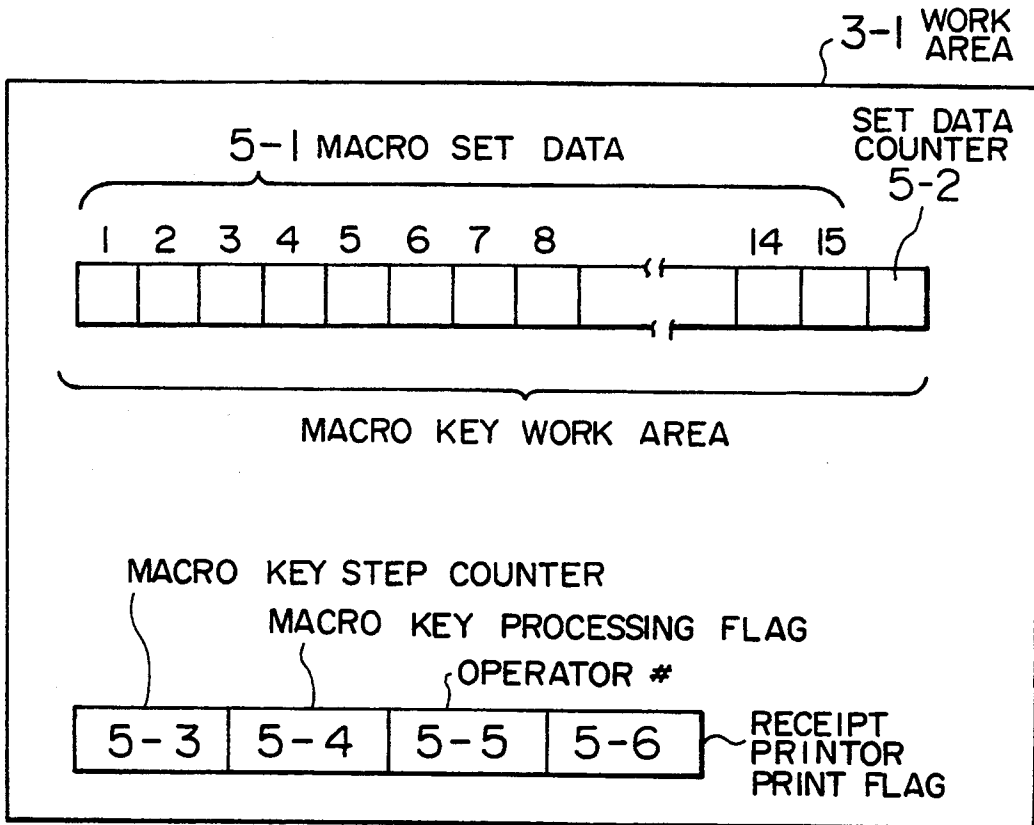 3-1 WORK AREA
5-1 MACRO SET DATA
SET DATA
COUNTER
5-2
1 2 3 4 5 6 7 8 14 15
MACRO KEY WORK AREA
MACRO KEY STEP COUNTER
MACRO KEY PROCESSING FLAG
OPERATOR #
5-3 5-4 5-5 5-6
RECEIPT
PRINTOR
PRINT FLAG